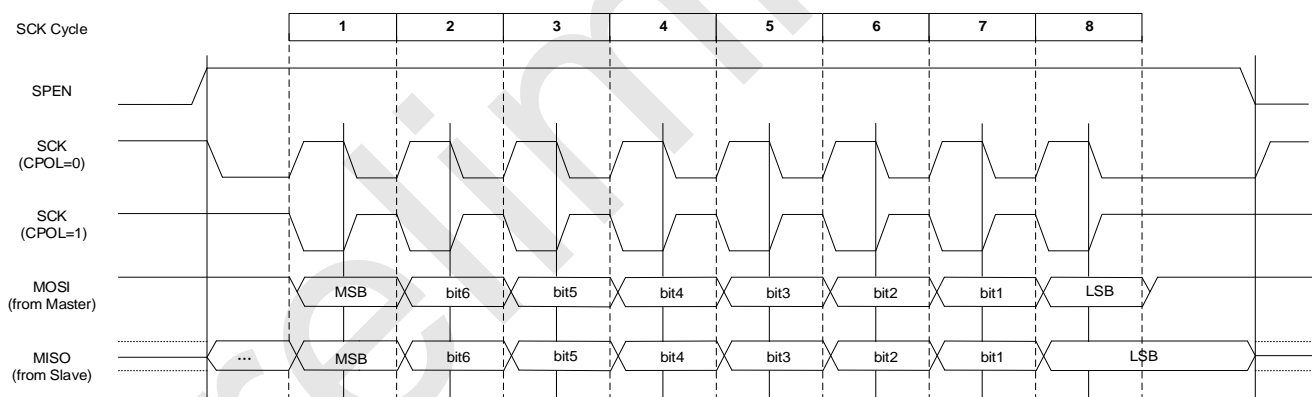 SCK Cycle 1 2 3 4 5 6 7 8
SPEN
SCK
(CPOL=0)
SCK
(CPOL=1)
MOSI
(from Master)
MSB bit6 bit5 bit4 bit3 bit2 bit1 LSB
MISO
(from Slave)
... MSB bit6 bit5 bit4 bit3 bit2 bit1 LSB
relim